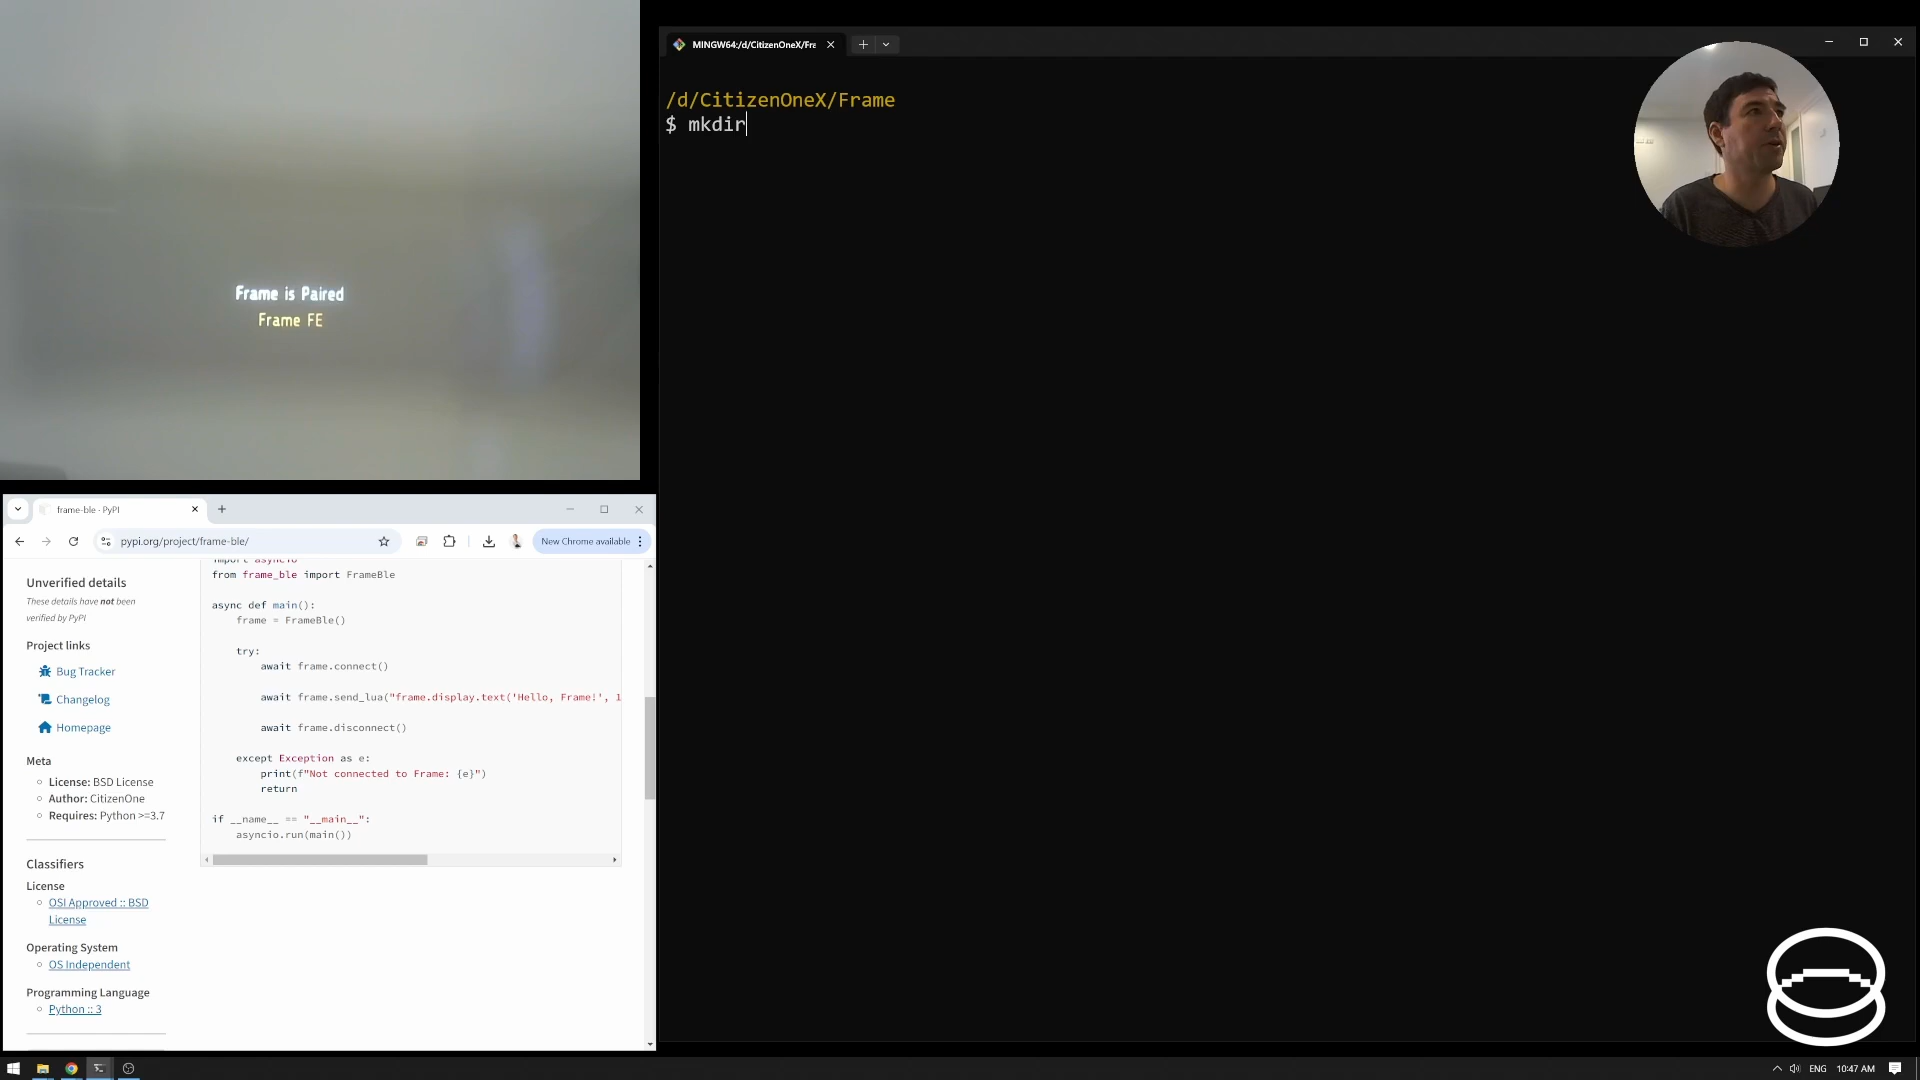 Frame is Paired
Frame FE
MINGW64:/d/CitizenOneX/Fra
/d/CitizenOneX/Frame
$ mkdir
frame-ble · PyPI
pypi.org/project/frame-ble/
New Chrome available
Unverified details
These details have not been
verified by PyPI
Project links
Bug Tracker
Changelog
Homepage
Meta
License: BSD License
Author: CitizenOne
Requires: Python >=3.7
Classifiers
License
OSI Approved :: BSD
License
Operating System
OS Independent
Programming Language
Python :: 3
import asyncio
from frame_ble import FrameBle
async def main():
frame = FrameBle()
try:
await frame.connect()
await frame.send_lua("frame.display.text('Hello, Frame!', 1
await frame.disconnect()
except Exception as e:
print(f"Not connected to Frame: {e}")
return
if __name__ == "__main__":
asyncio.run(main())
ENG
10:47 AM